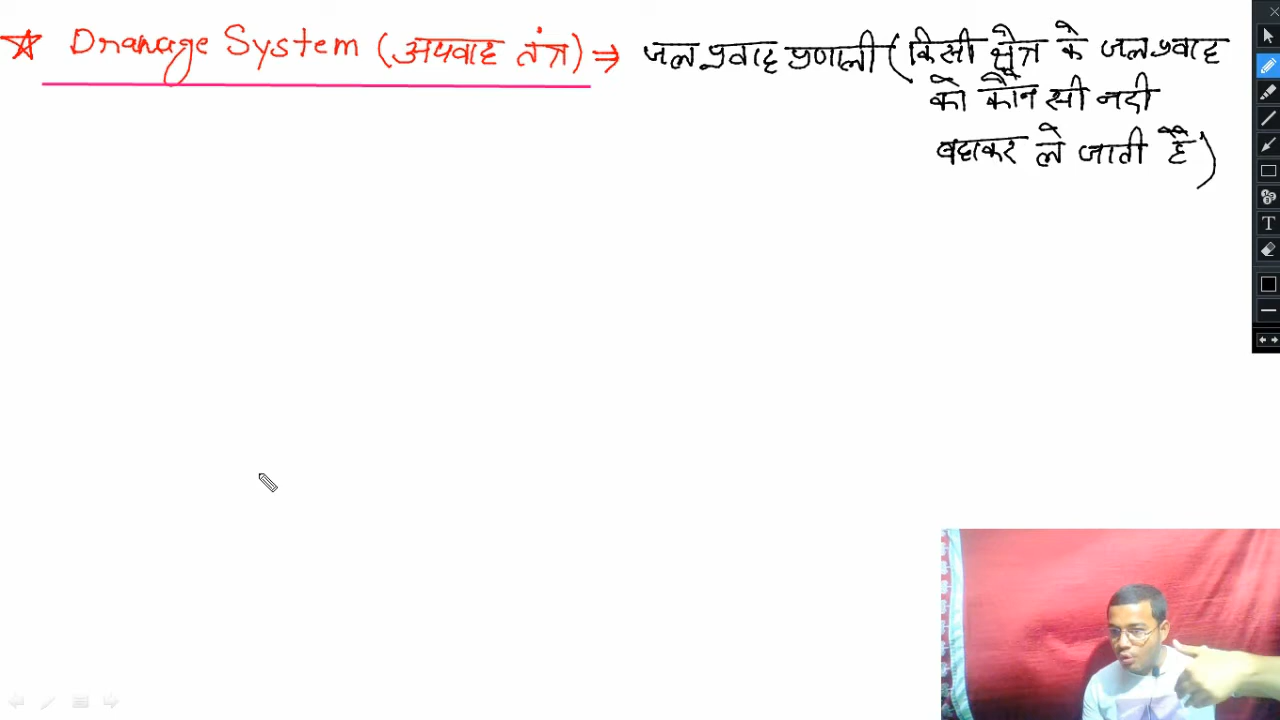 Dranage System (अपवाह तंत्र) ⇒ जल प्रवाह प्रणाली (किसी क्षेत्र के जल प्रवाह
को कौन सी नदी
बहाकर ले जाती है)
T